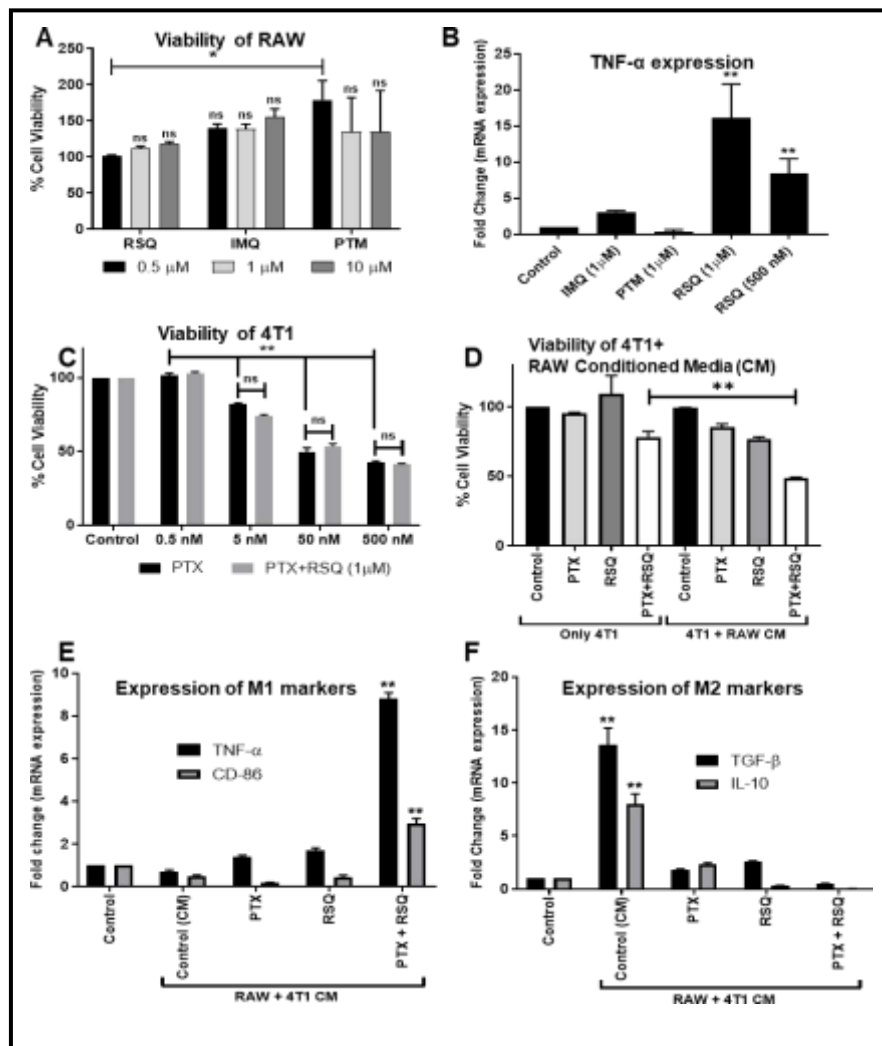 A
Viability of RAW
% Cell Viability
250
200
150
100
50
0
*
ns ns
ns ns ns
ns ns
RSQ IMQ PTM
0.5 μM 1 μM 10 μM
B
TNF-α expression
Fold Change (mRNA expression)
25
20
15
10
5
0
**
**
Control
IMQ (1μM)
PTM (1μM)
RSQ (1μM)
RSQ (500 nM)
C
Viability of 4T1
% Cell Viability
100
50
0
**
ns
ns
ns
Control 0.5 nM 5 nM 50 nM 500 nM
PTX PTX+RSQ (1μM)
D
Viability of 4T1+
RAW Conditioned Media (CM)
% Cell Viability
100
50
0
**
Control
PTX
RSQ
PTX+RSQ
Control
PTX
RSQ
PTX+RSQ
Only 4T1 4T1 + RAW CM
E
Expression of M1 markers
Fold change (mRNA expression)
10
8
6
4
2
0
TNF-α
CD-86
**
**
Control
Control (CM)
PTX
RSQ
PTX + RSQ
RAW + 4T1 CM
F
Expression of M2 markers
Fold Change (mRNA expression)
20
15
10
5
0
TGF-β
IL-10
**
**
Control
Control (CM)
PTX
RSQ
PTX + RSQ
RAW + 4T1 CM